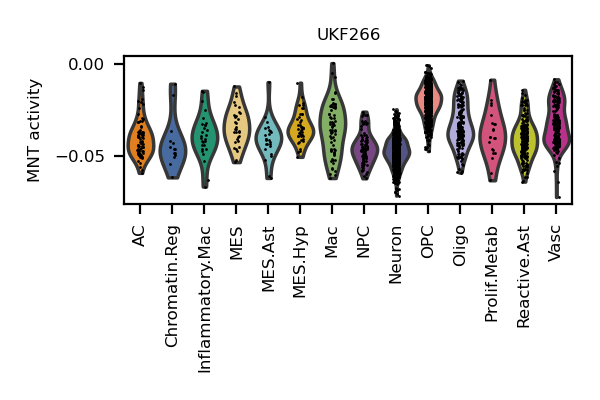 UKF266
MNT activity
0.00
−0.05
AC
Chromatin.Reg
Inflammatory.Mac
MES
MES.Ast
MES.Hyp
Mac
NPC
Neuron
OPC
Oligo
Prolif.Metab
Reactive.Ast
Vasc